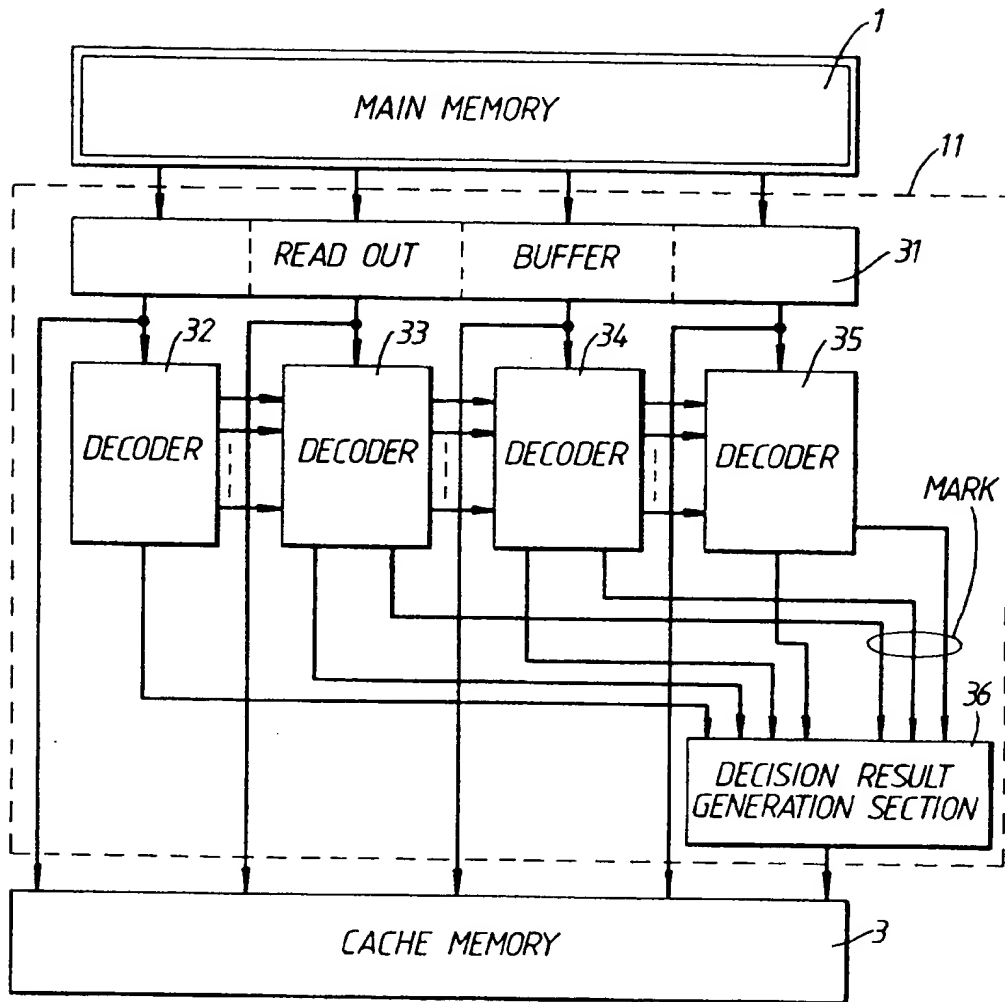 1
MAIN MEMORY
11
READ OUT BUFFER
31
32
33
34
35
DECODER
DECODER
DECODER
DECODER
MARK
36
DECISION RESULT
GENERATION SECTION
CACHE MEMORY
3